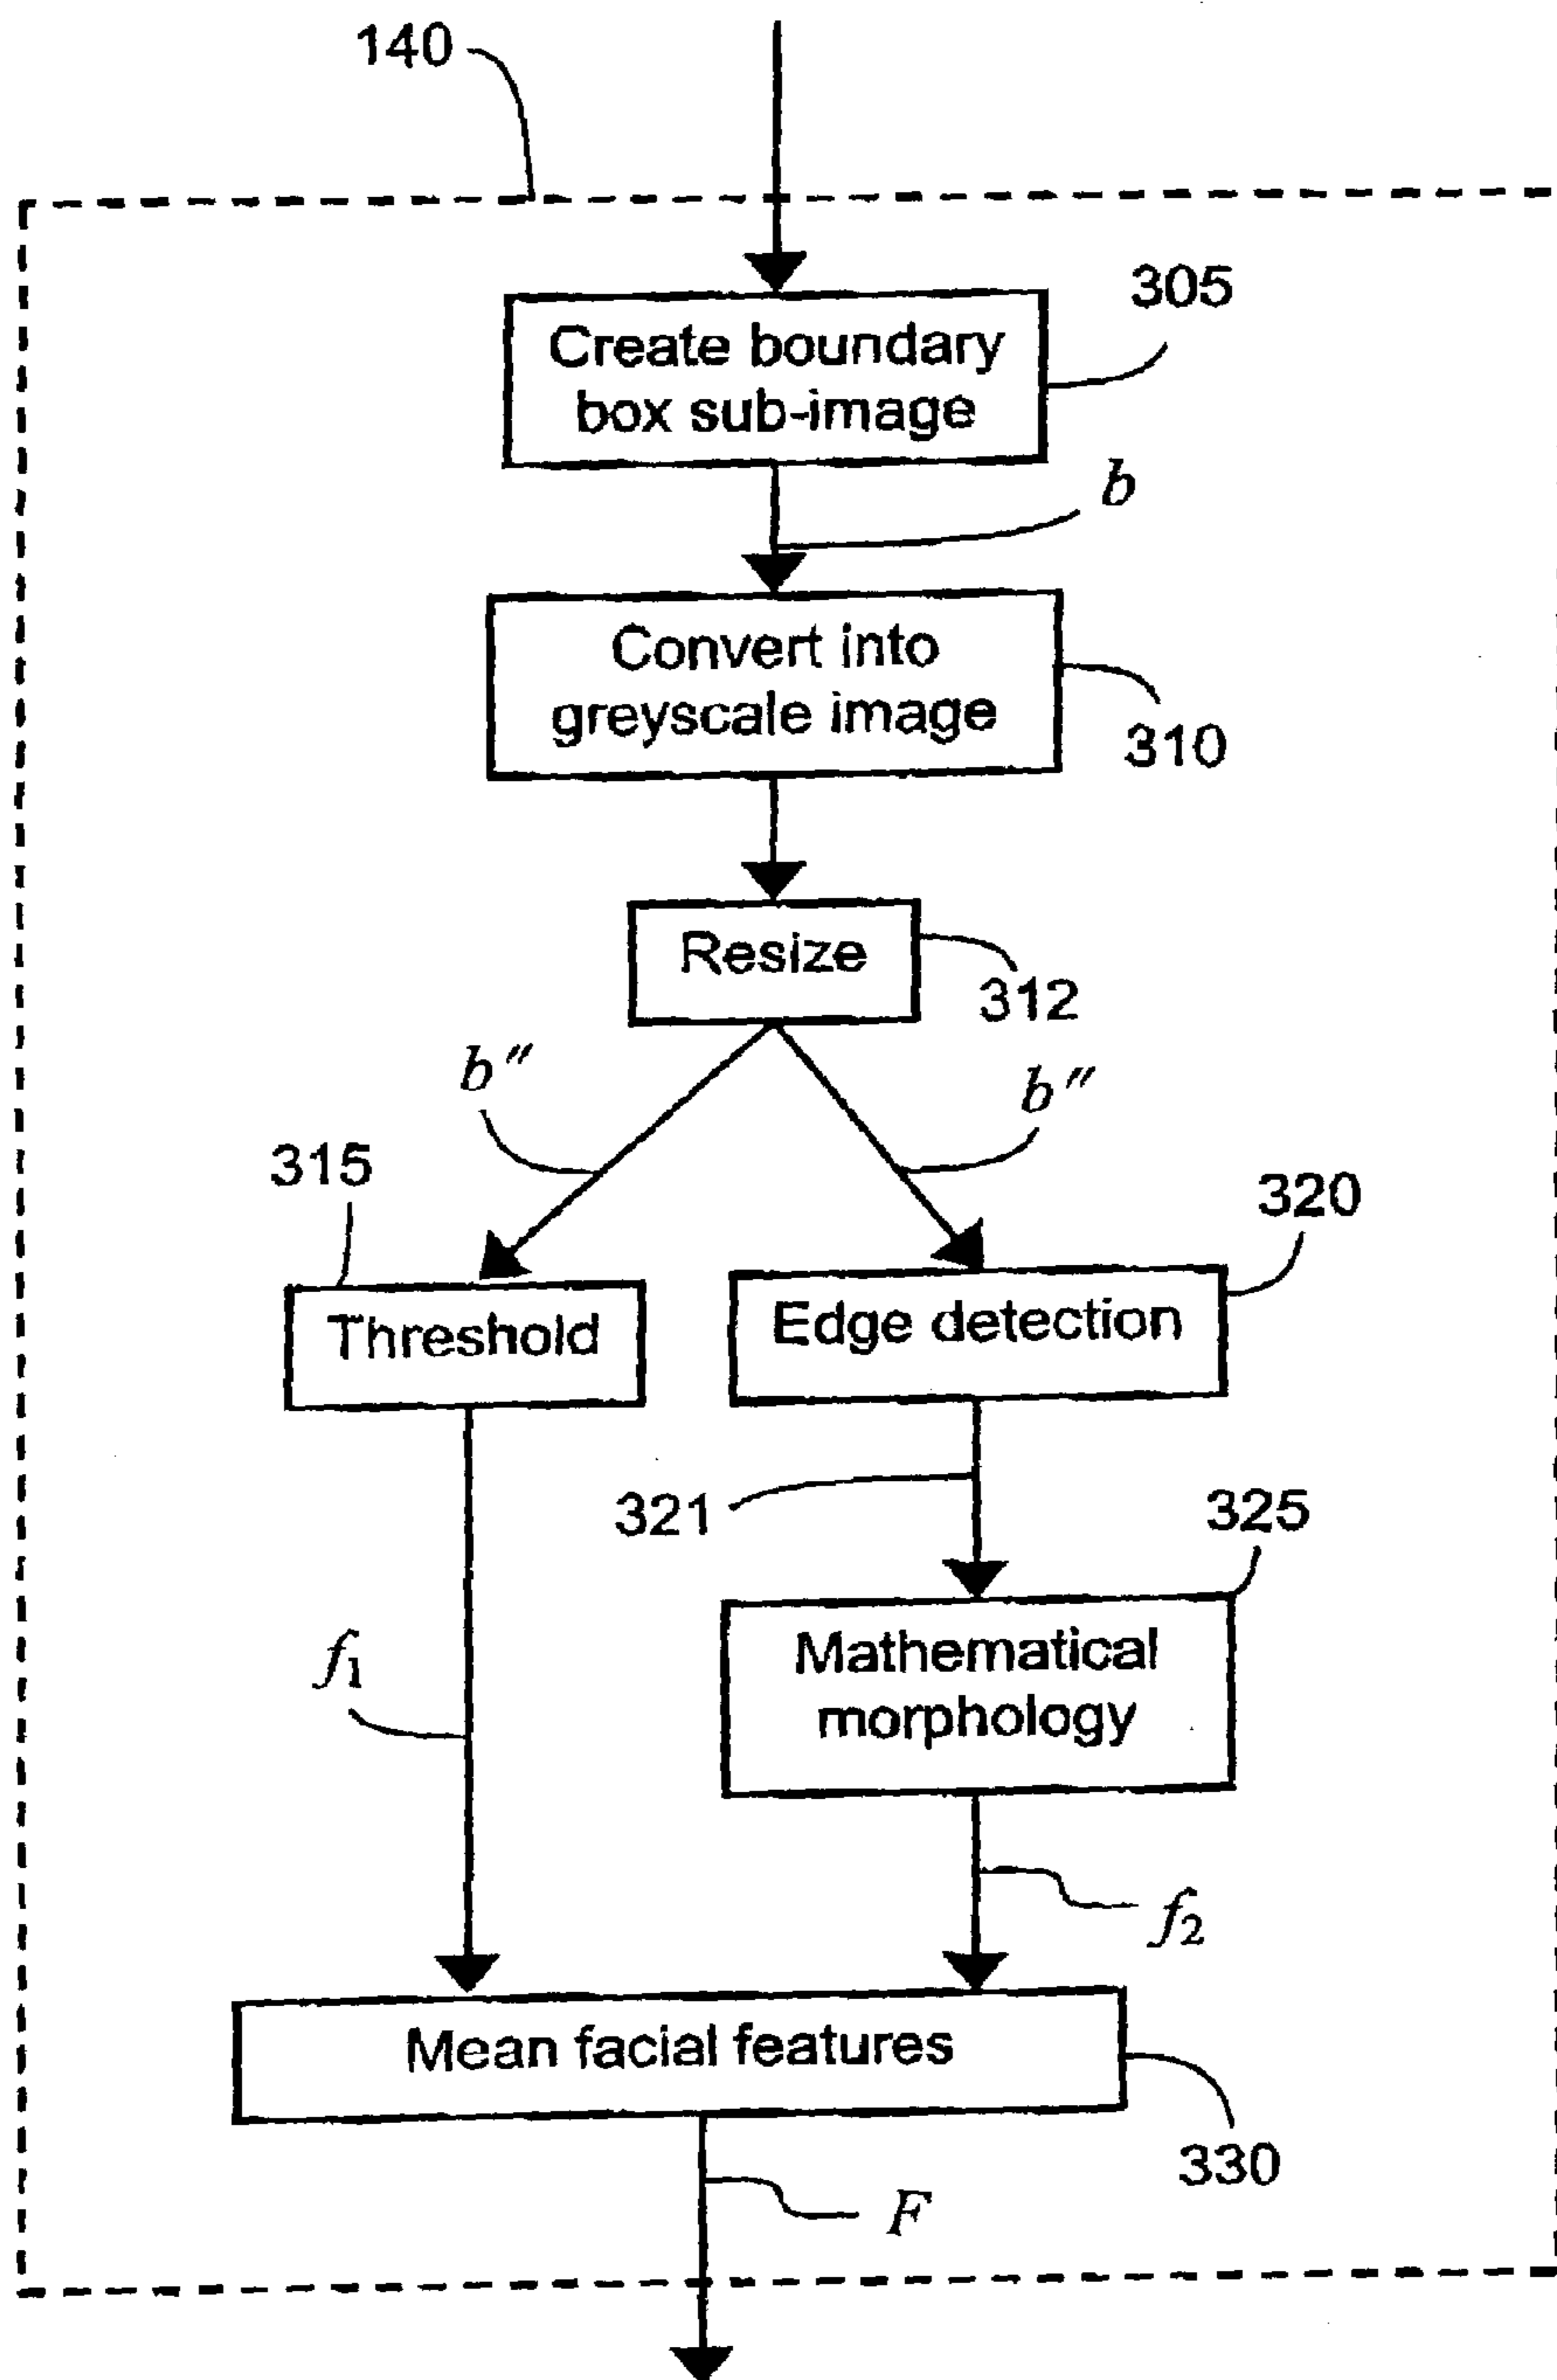 140
305
Create boundary
box sub-image
b
Convert into
greyscale image
310
Resize
312
b″
b″
315
320
Threshold
Edge detection
321
325
Mathematical
morphology
f1
f2
Mean facial features
330
F